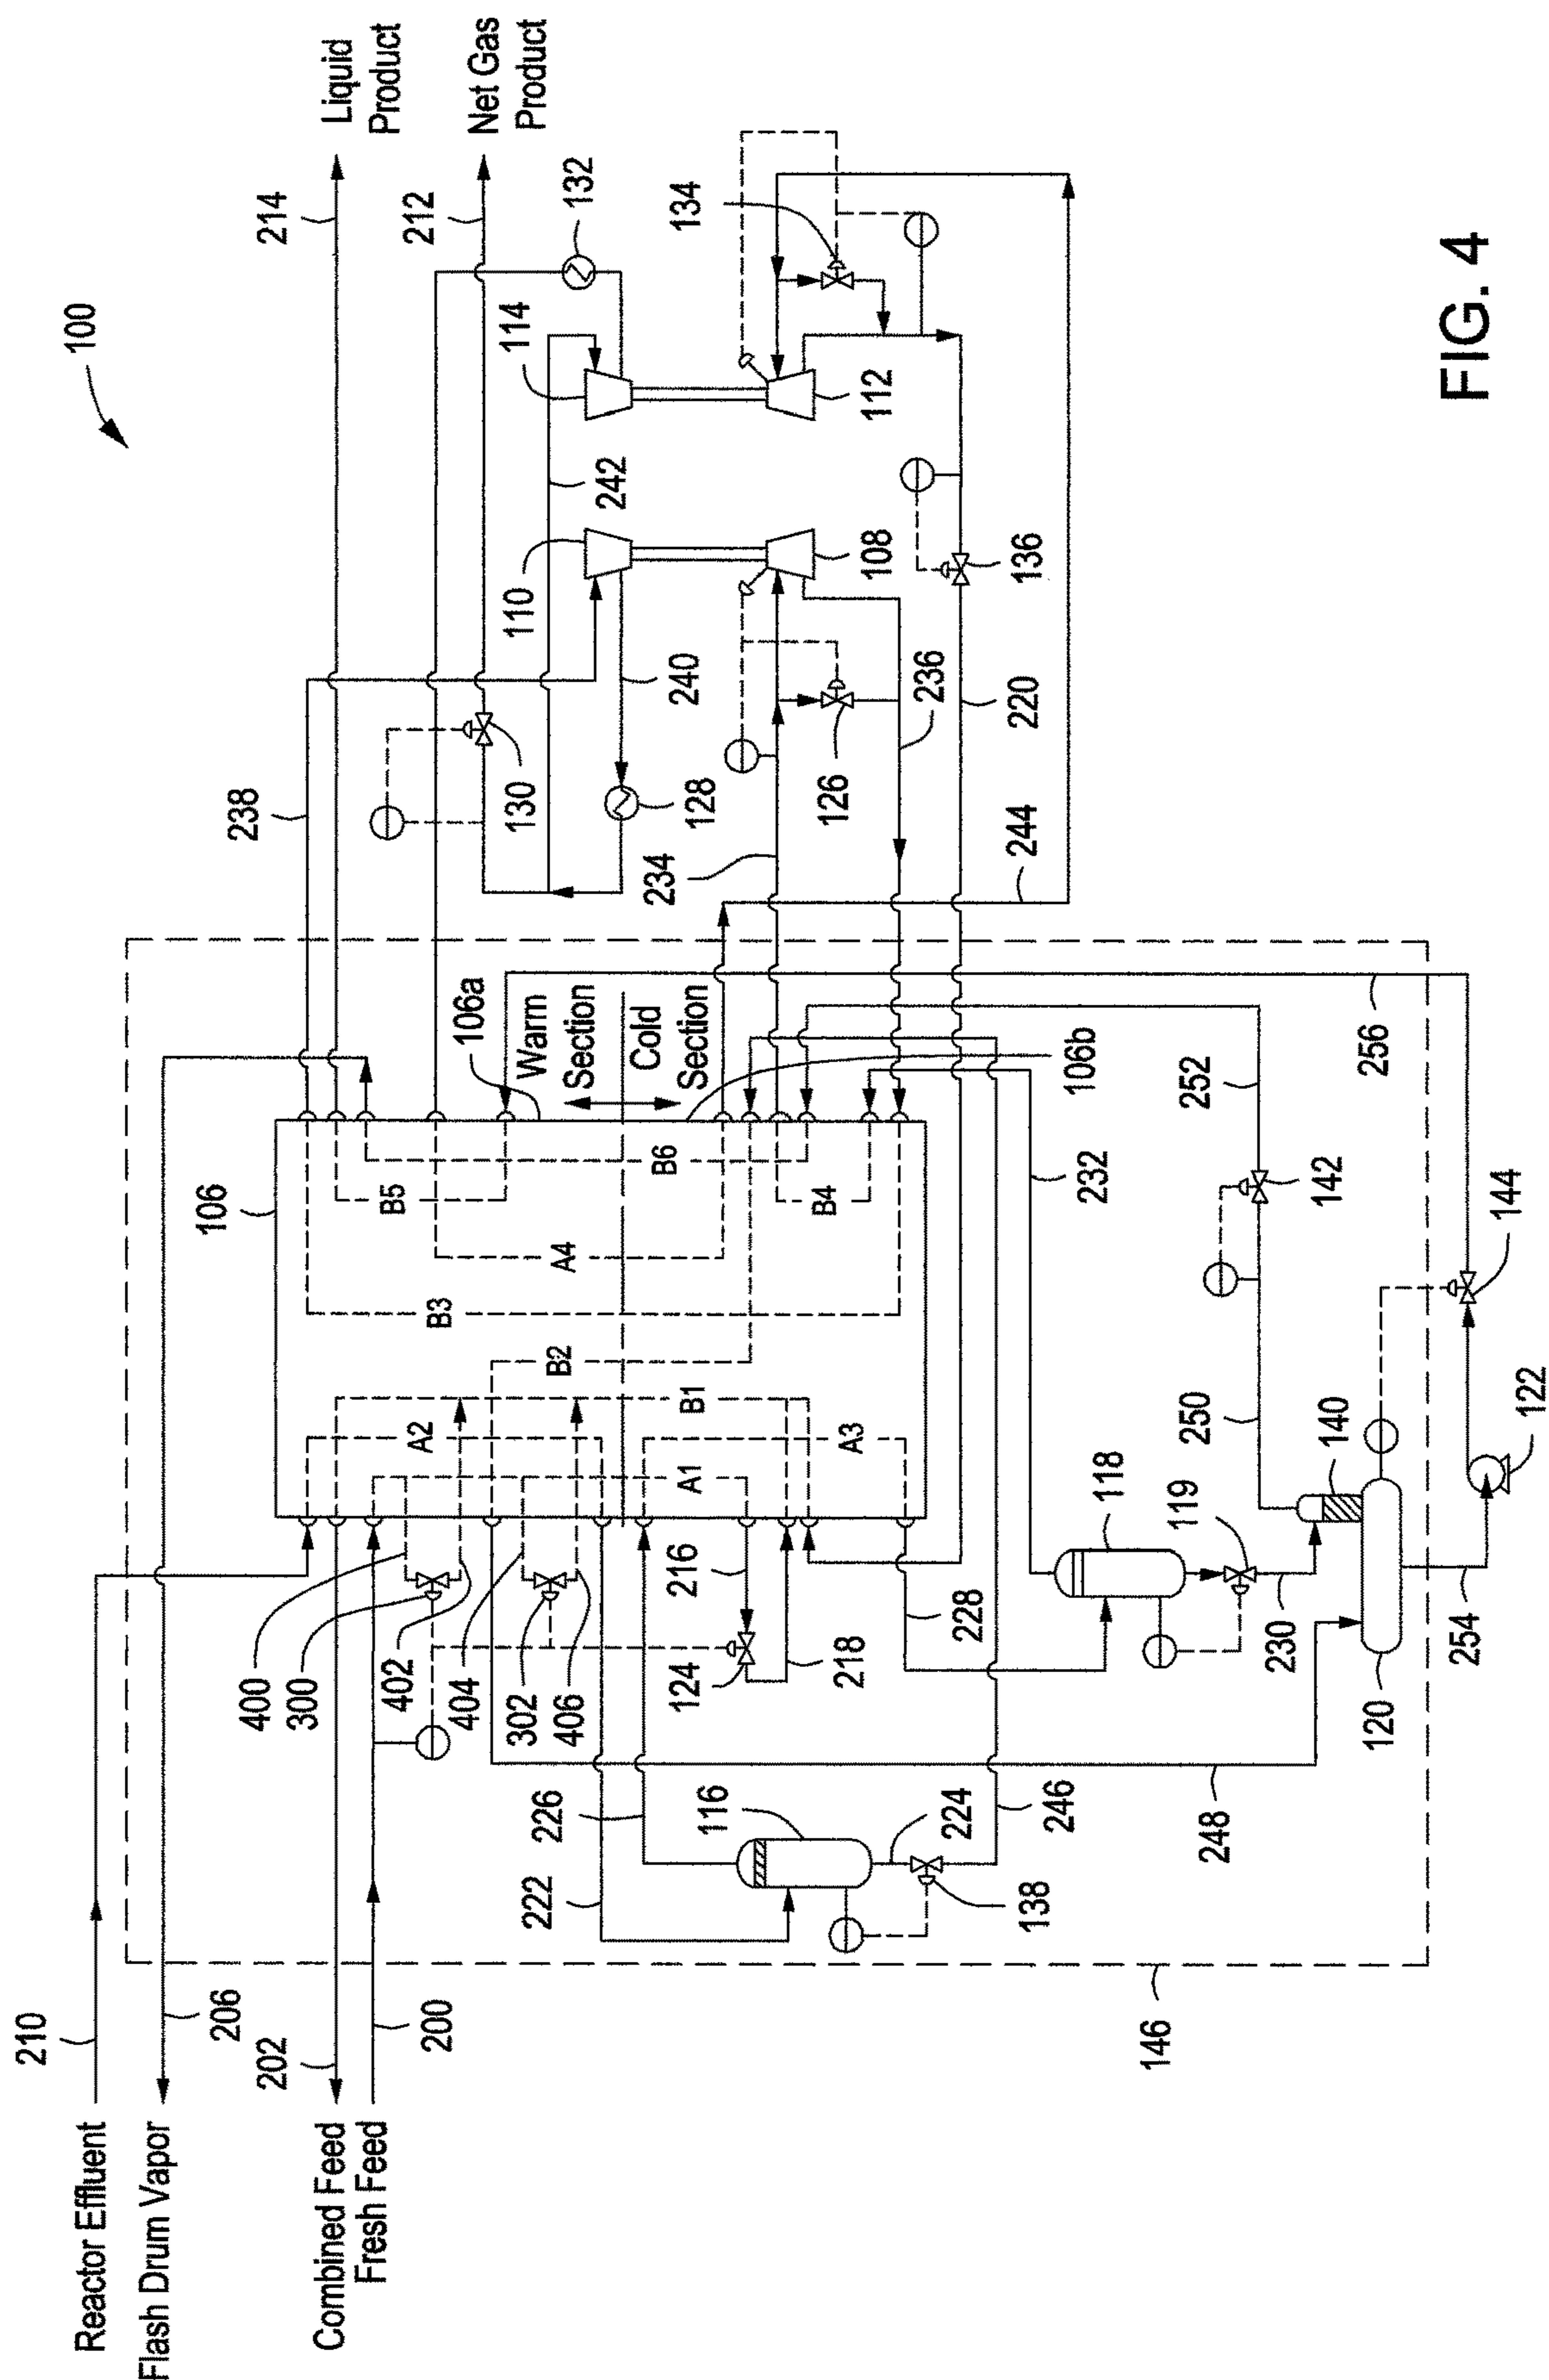 210
Reactor Effluent
100
Flash Drum Vapor
206
106
238
400
202
214
Liquid
Product
Combined Feed
300
Fresh Feed
402
B5
A2
B3
212
200
404
106a
Net Gas
Product
A4
B2
110
114
130
Warm
Section
302
222
226
406
242
132
Cold
Section
B6
A1
B1
240
234
128
216
124
116
218
A3
B4
106b
126
134
108
112
224
228
236
138
118
232
246
119
220
136
244
146
248
230
250
252
140
142
120
256
254
122
144
FIG. 4